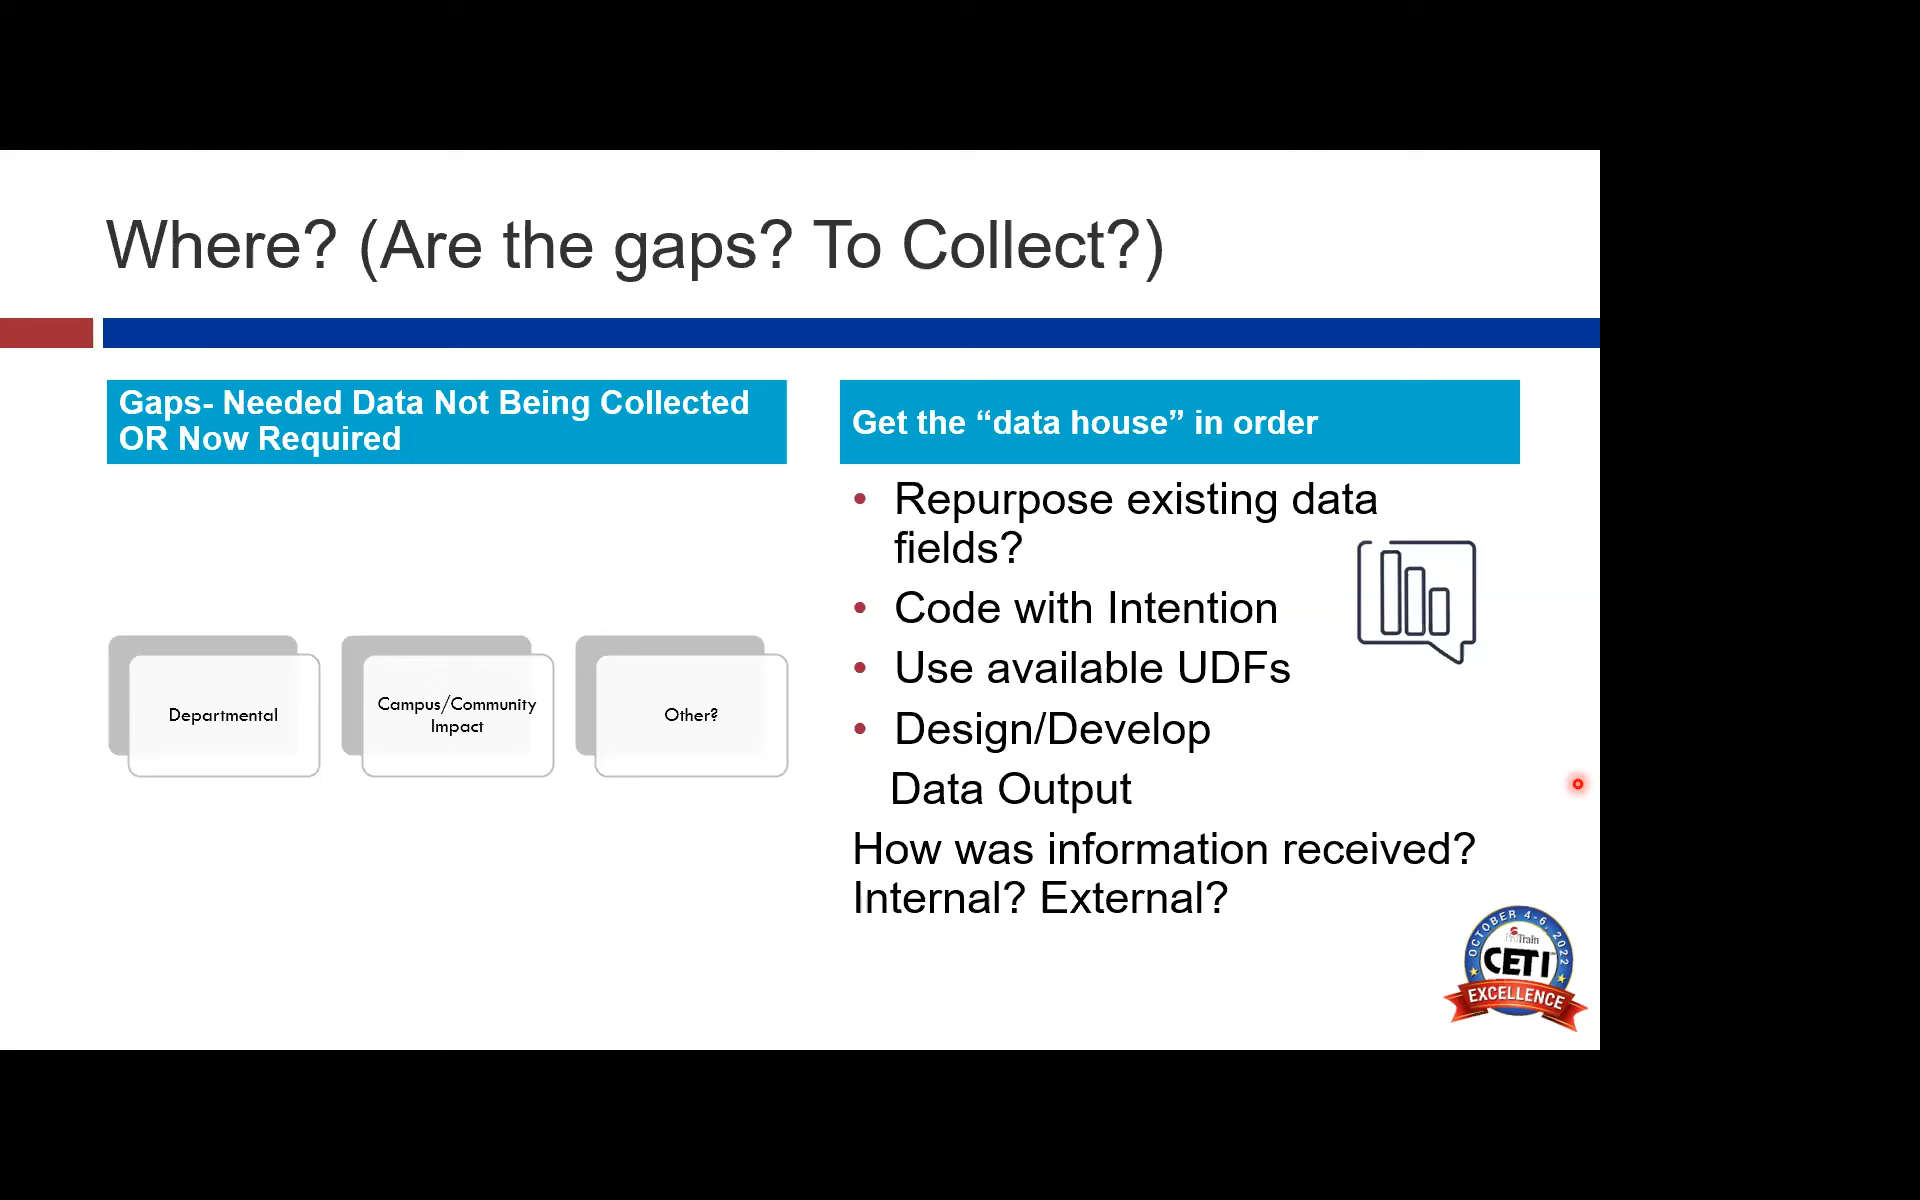 Where? (Are the gaps? To Collect?)
Gaps- Needed Data Not Being Collected
OR Now Required
Departmental
Campus/Community
Impact
Other?
Get the “data house” in order
• Repurpose existing data
fields?
• Code with Intention
• Use available UDFs
• Design/Develop
Data Output
How was information received?
Internal? External?
OCTOBER 4-6, 2022
ProTrain
CETI
EXCELLENCE